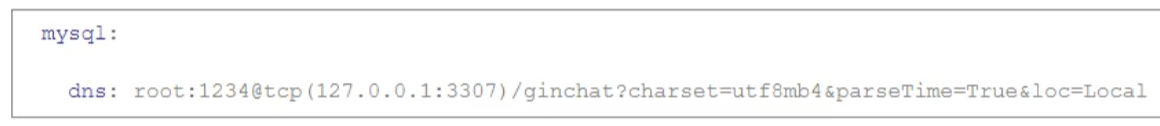 mysql:
dns: root:1234@tcp(127.0.0.1:3307)/ginchat?charset=utf8mb4&parseTime=True&loc=Local